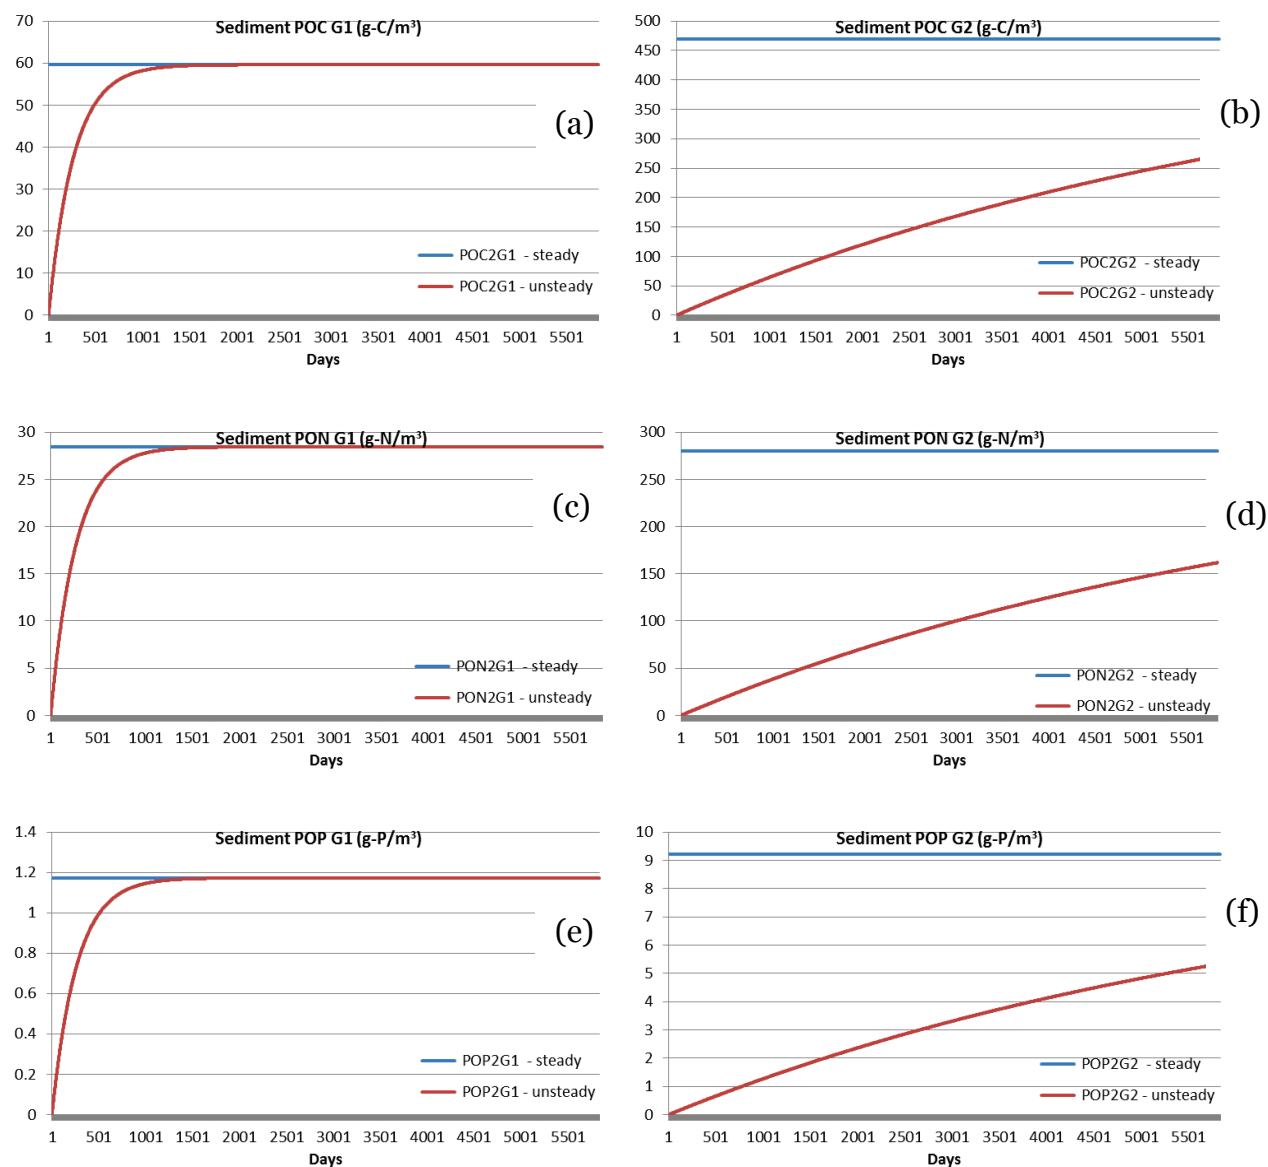 Sediment POC G1 (g-C/m³)
70
60
50
40
30
20
10
0
(a)
POC2G1 - steady
POC2G1 - unsteady
1 501 1001 1501 2001 2501 3001 3501 4001 4501 5001 5501
Days
Sediment POC G2 (g-C/m³)
500
450
400
350
300
250
200
150
100
50
0
(b)
POC2G2 - steady
POC2G2 - unsteady
1 501 1001 1501 2001 2501 3001 3501 4001 4501 5001 5501
Days
Sediment PON G1 (g-N/m³)
30
25
20
15
10
5
0
(c)
PON2G1 - steady
PON2G1 - unsteady
1 501 1001 1501 2001 2501 3001 3501 4001 4501 5001 5501
Days
Sediment PON G2 (g-N/m³)
300
250
200
150
100
50
0
(d)
PON2G2 - steady
PON2G2 - unsteady
1 501 1001 1501 2001 2501 3001 3501 4001 4501 5001 5501
Days
Sediment POP G1 (g-P/m³)
1.4
1.2
1
0.8
0.6
0.4
0.2
0
(e)
POP2G1 - steady
POP2G1 - unsteady
1 501 1001 1501 2001 2501 3001 3501 4001 4501 5001 5501
Days
Sediment POP G2 (g-P/m³)
10
9
8
7
6
5
4
3
2
1
0
(f)
POP2G2 - steady
POP2G2 - unsteady
1 501 1001 1501 2001 2501 3001 3501 4001 4501 5001 5501
Days